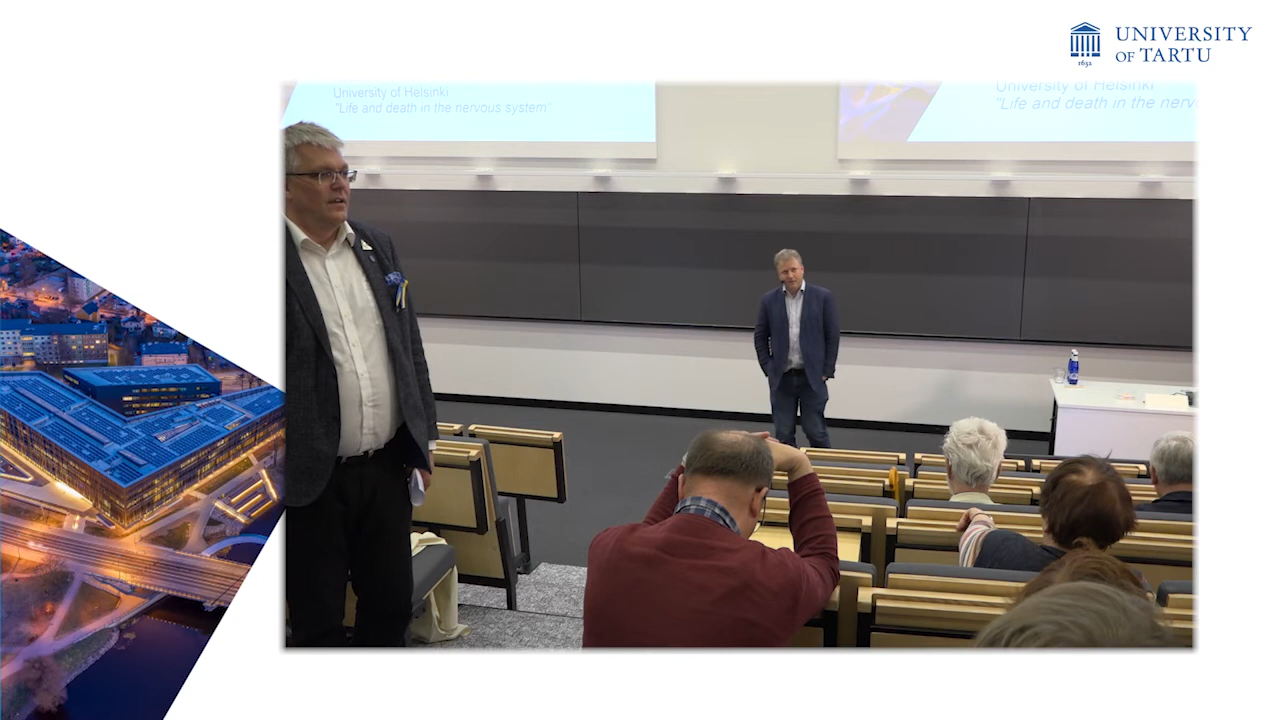 UNIVERSITY
OF TARTU
1632
University of Helsinki
"Life and death in the nervous system"
University of Helsinki
"Life and death in the nerv